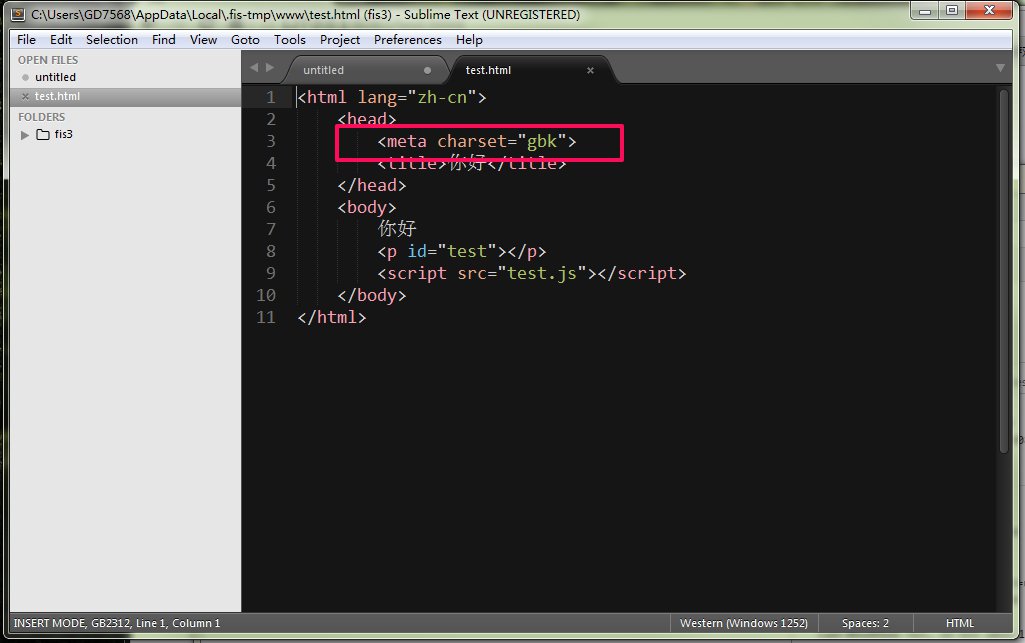 C:\Users\GD7568\AppData\Local\.fis-tmp\www\test.html (fis3) - Sublime Text (UNREGISTERED)
File Edit Selection Find View Goto Tools Project Preferences Help
OPEN FILES
untitled
test.html
FOLDERS
fis3
untitled
test.html
1 <html lang="zh-cn">
2 <head>
3 <meta charset="gbk">
4 <title>你好</title>
5 </head>
6 <body>
7 你好
8 <p id="test"></p>
9 <script src="test.js"></script>
10 </body>
11 </html>
INSERT MODE, GB2312, Line 1, Column 1
Western (Windows 1252)
Spaces: 2
HTML